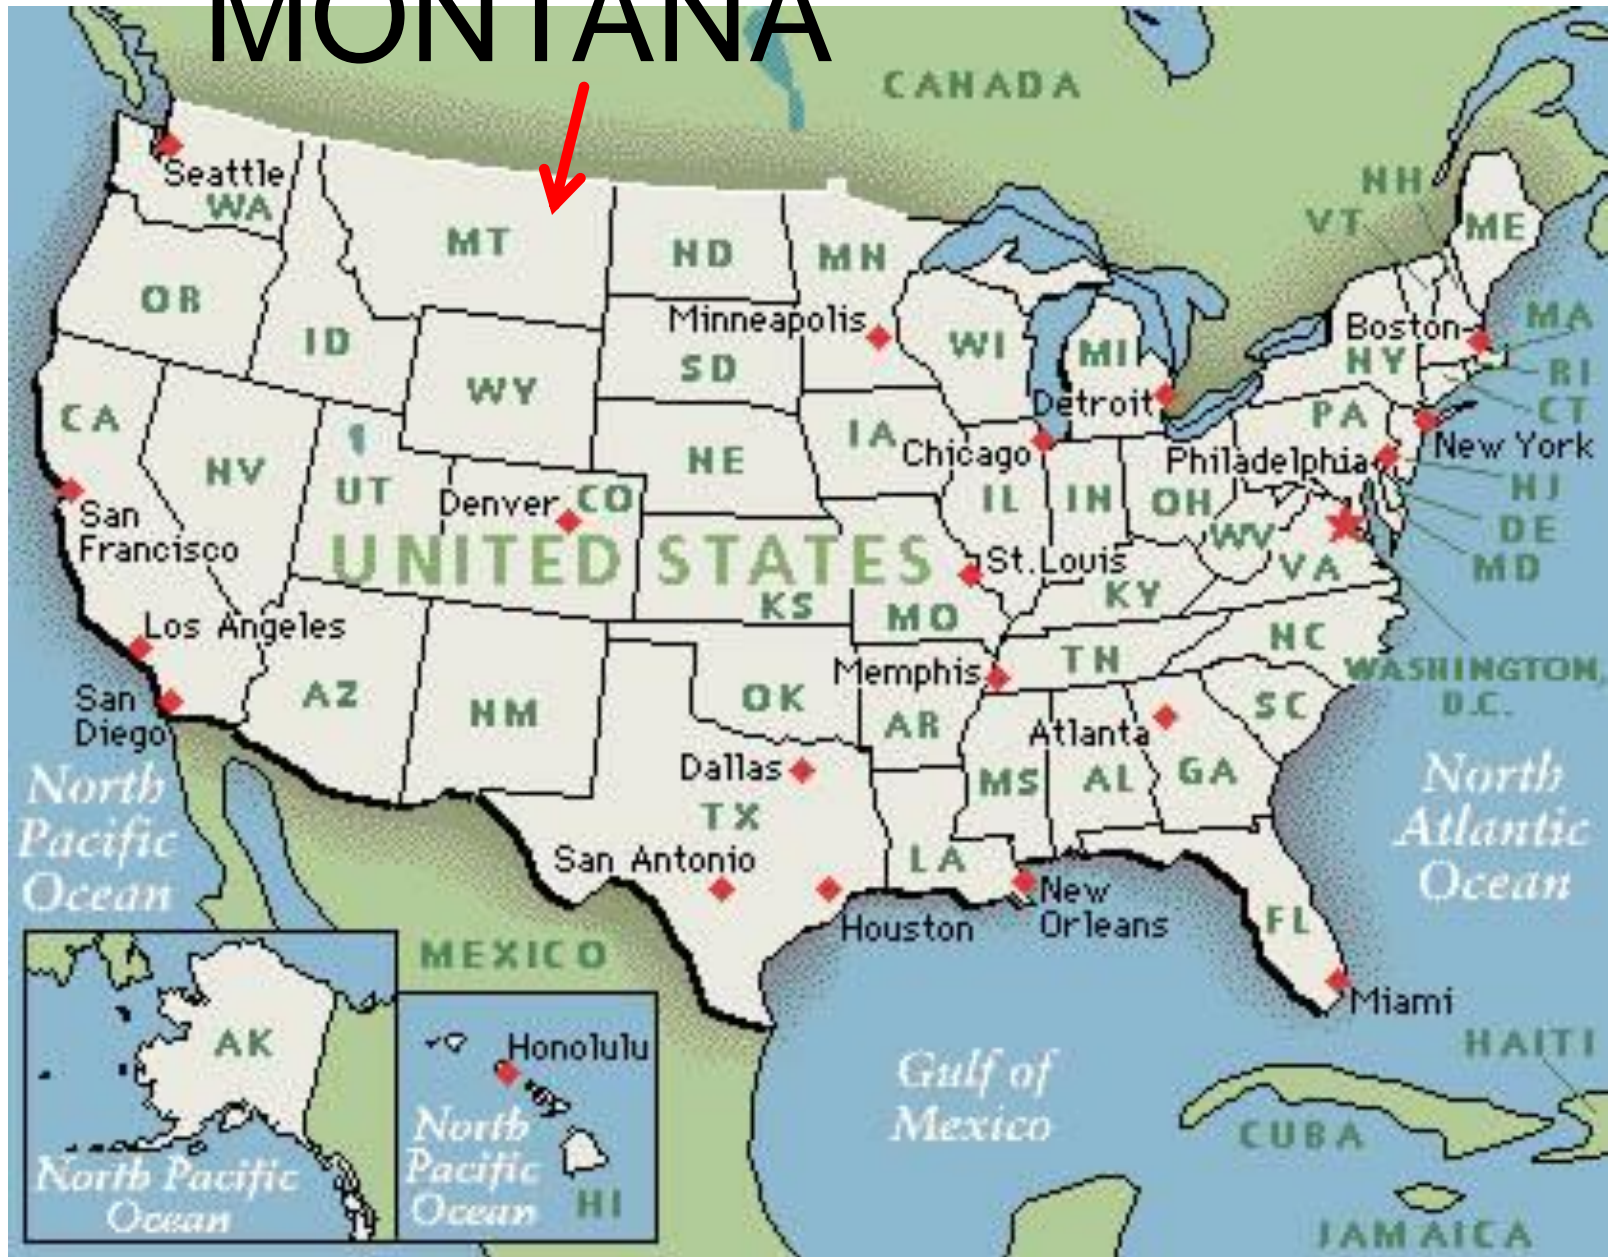 MONTANA
CANADA
Seattle
WA
NH
VT
ME
MT
ND
MN
OR
Minneapolis
Boston
MA
ID
WI
MI
NY
SD
RI
WY
Detroit
CT
CA
PA
IA
Chicago
New York
NV
NE
Philadelphia
UT
Denver
CO
IL
IN
OH
NJ
San
Francisco
WV
DE
UNITED STATES
St.Louis
VA
MD
KS
KY
MO
Los Angeles
NC
TN
Memphis
WASHINGTON,
D.C.
San
Diego
AZ
NM
OK
AR
SC
Atlanta
Dallas
MS
AL
GA
North
Pacific
Ocean
TX
North
Atlantic
Ocean
San Antonio
LA
New
Orleans
Houston
FL
MEXICO
Miami
AK
Honolulu
HAITI
Gulf of
Mexico
North
Pacific
Ocean
CUBA
North Pacific
Ocean
HI
JAMAICA